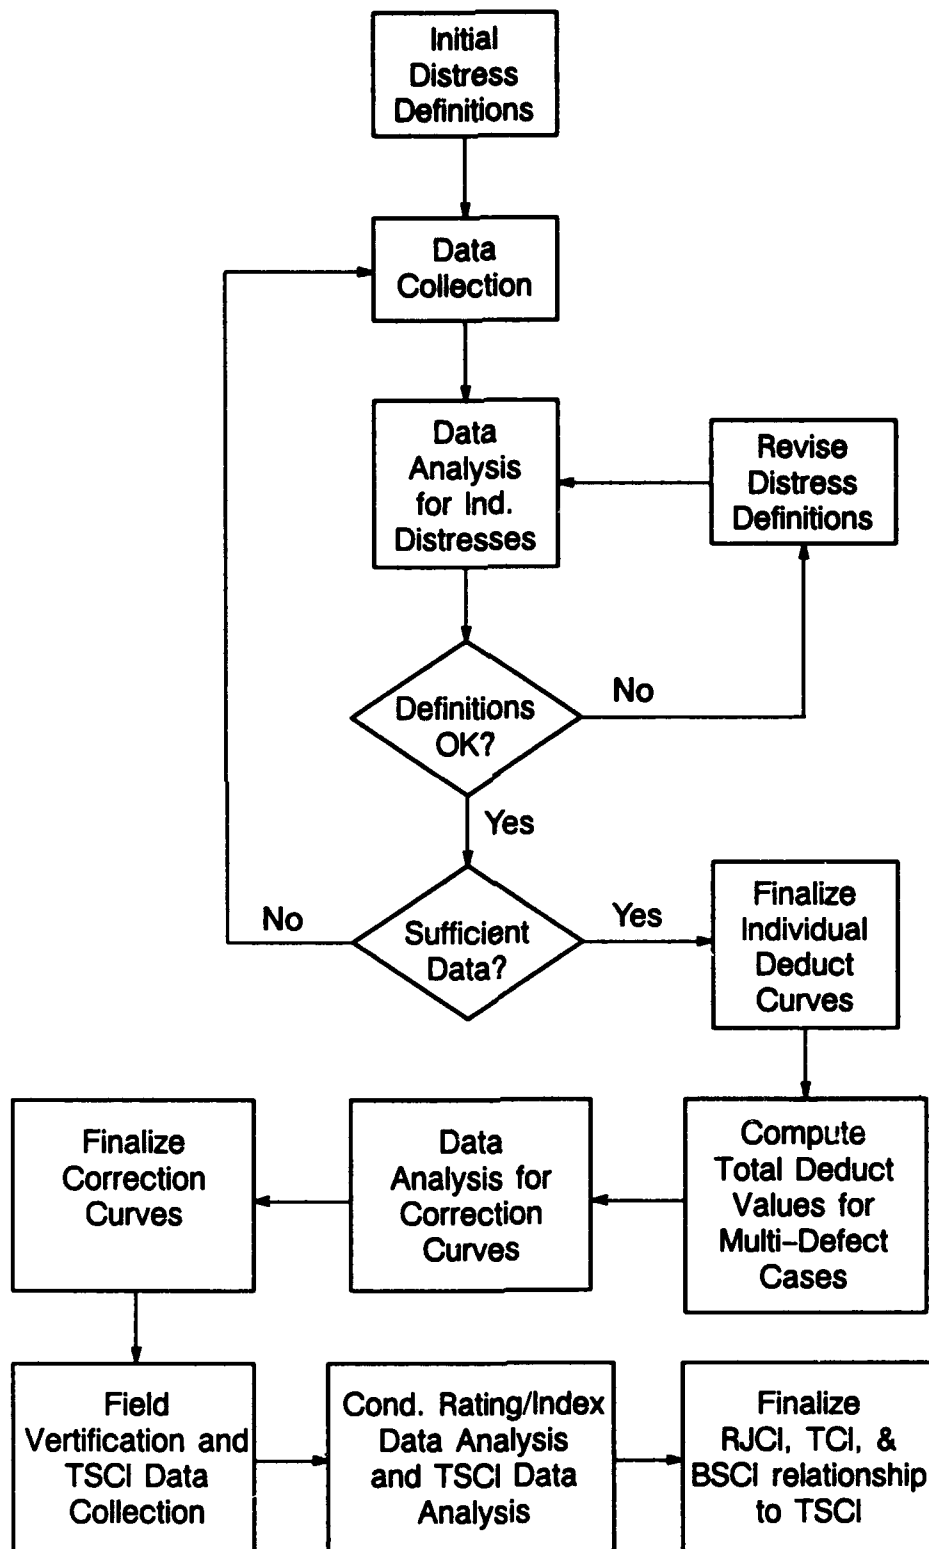 Initial
Distress
Definitions
Data
Collection
Data
Analysis
for Ind.
Distresses
Revise
Distress
Definitions
No
Definitions
OK?
Yes
No
Sufficient
Data?
Yes
Finalize
Individual
Deduct
Curves
Compute
Total Deduct
Values for
Multi-Defect
Cases
Data
Analysis for
Correction
Curves
Finalize
Correction
Curves
Field
Vertification and
TSCI Data
Collection
Cond. Rating/Index
Data Analysis
and TSCI Data
Analysis
Finalize
RJCI, TCI, &
BSCI relationship
to TSCI